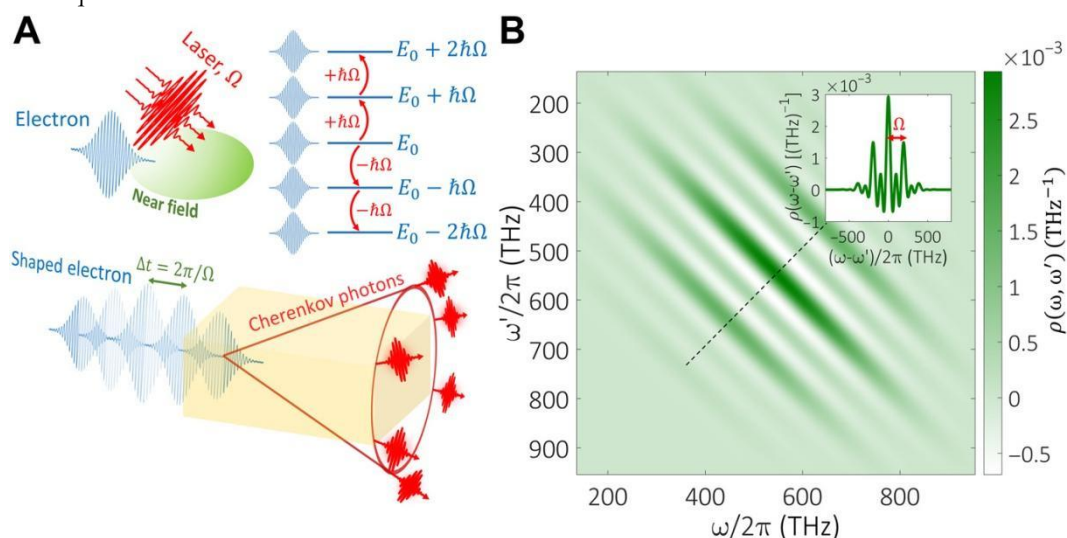 A
Laser, Ω
Electron
Near field
E₀ + 2ħΩ
+ħΩ
E₀ + ħΩ
+ħΩ
E₀
−ħΩ
E₀ − ħΩ
−ħΩ
E₀ − 2ħΩ
Shaped electron
Δt = 2π/Ω
Cherenkov photons
B
ω'/2π (THz)
200
300
400
500
600
700
800
900
200 400 600 800
ω/2π (THz)
×10⁻³
ρ(ω-ω') [(THz)⁻¹]
3
2
1
0
−1
Ω
−500 0 500
(ω-ω')/2π (THz)
×10⁻³
2.5
2
1.5
1
0.5
0
−0.5
ρ(ω, ω') (THz⁻¹)